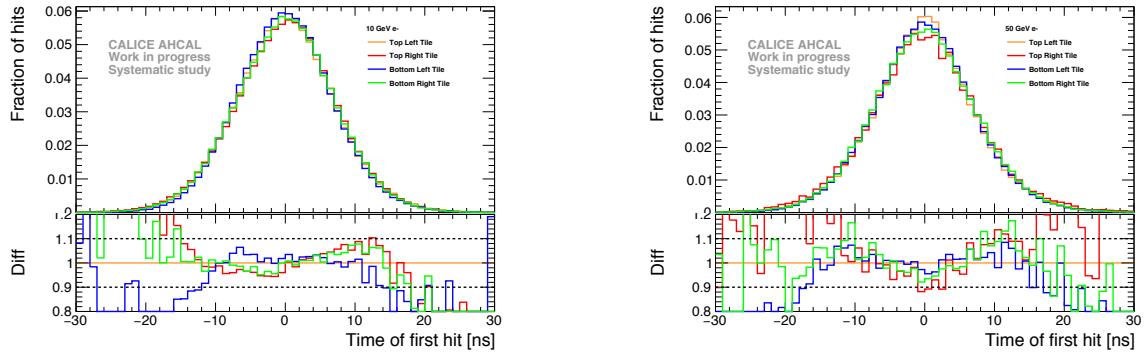 Fraction of hits
0.06
0.05
0.04
0.03
0.02
0.01
CALICE AHCAL
Work in progress
Systematic study
10 GeV e-
Top Left Tile
Top Right Tile
Bottom Left Tile
Bottom Right Tile
Diff
1.2
1.1
1
0.9
0.8
−30 −20 −10 0 10 20 30
Time of first hit [ns]
Fraction of hits
0.06
0.05
0.04
0.03
0.02
0.01
CALICE AHCAL
Work in progress
Systematic study
50 GeV e-
Top Left Tile
Top Right Tile
Bottom Left Tile
Bottom Right Tile
Diff
1.2
1.1
1
0.9
0.8
−30 −20 −10 0 10 20 30
Time of first hit [ns]